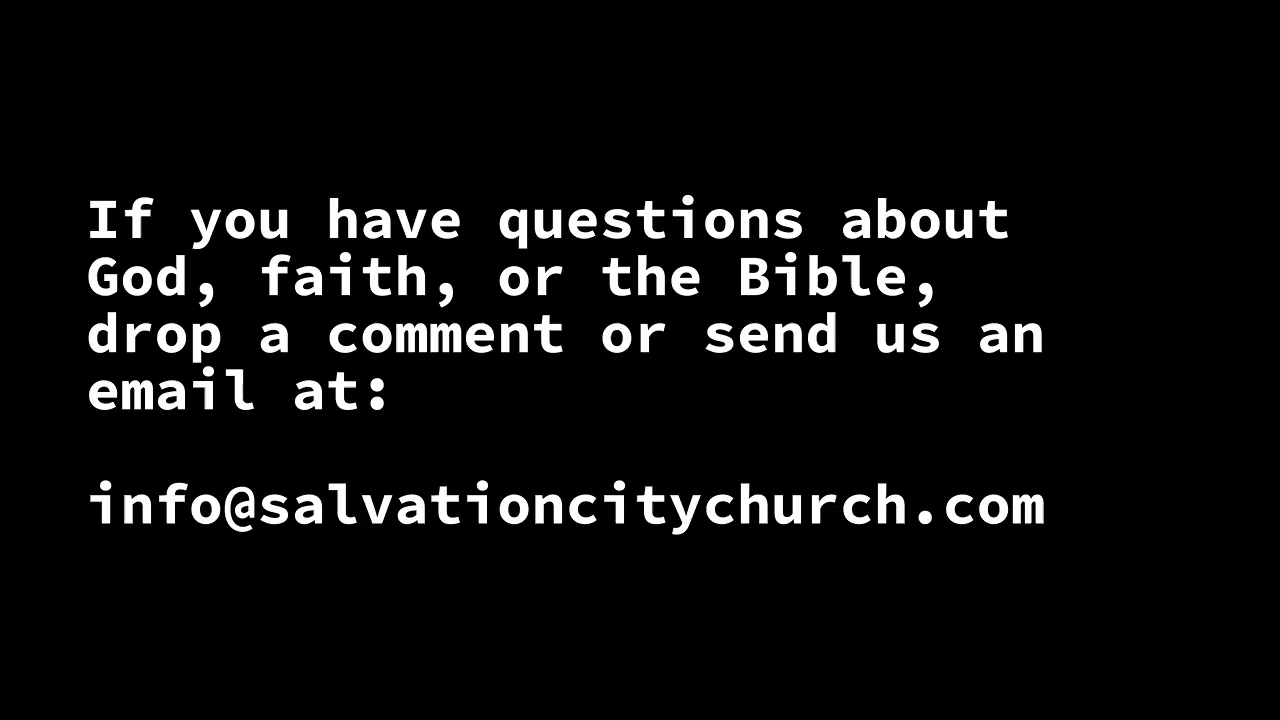 If you have questions about
God, faith, or the Bible,
drop a comment or send us an
email at:
info@salvationcitychurch.com